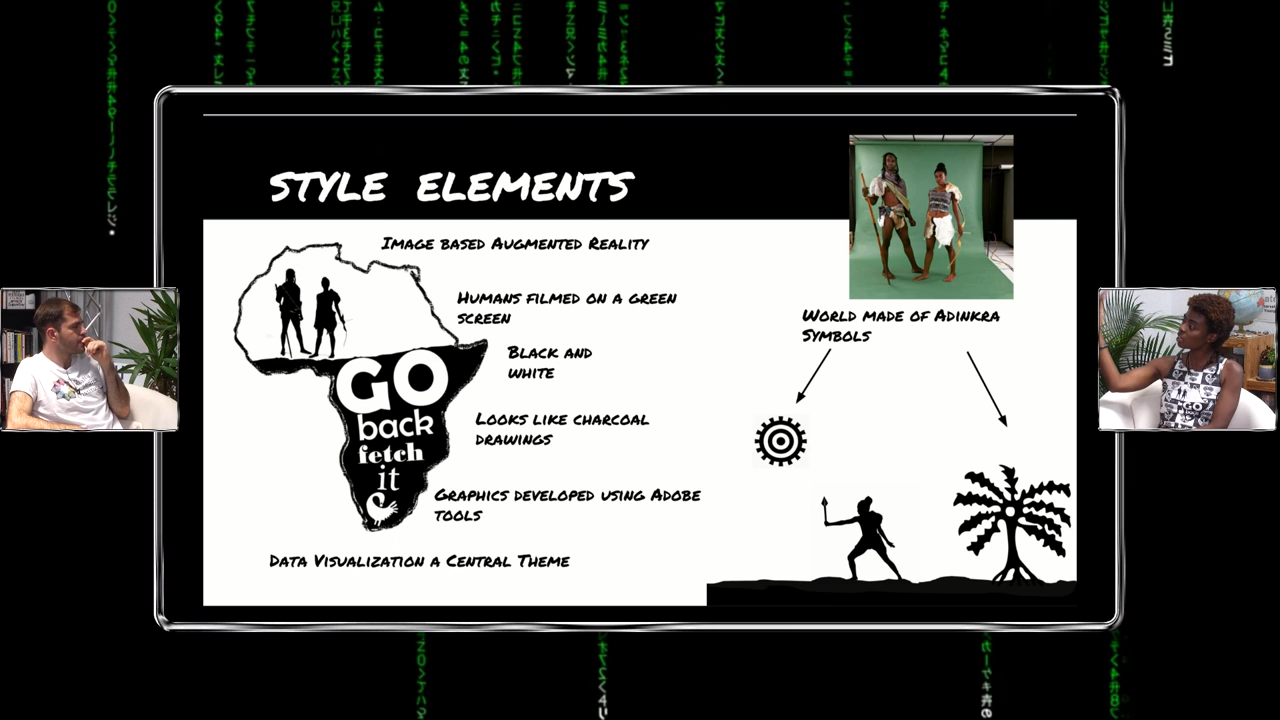 STYLE ELEMENTS
IMAGE BASED AUGMENTED REALITY
HUMANS FILMED ON A GREEN
SCREEN
BLACK AND
WHITE
LOOKS LIKE CHARCOAL
DRAWINGS
GRAPHICS DEVELOPED USING ADOBE
TOOLS
DATA VISUALIZATION A CENTRAL THEME
GO
back
fetch
it
WORLD MADE OF ADINKRA
SYMBOLS